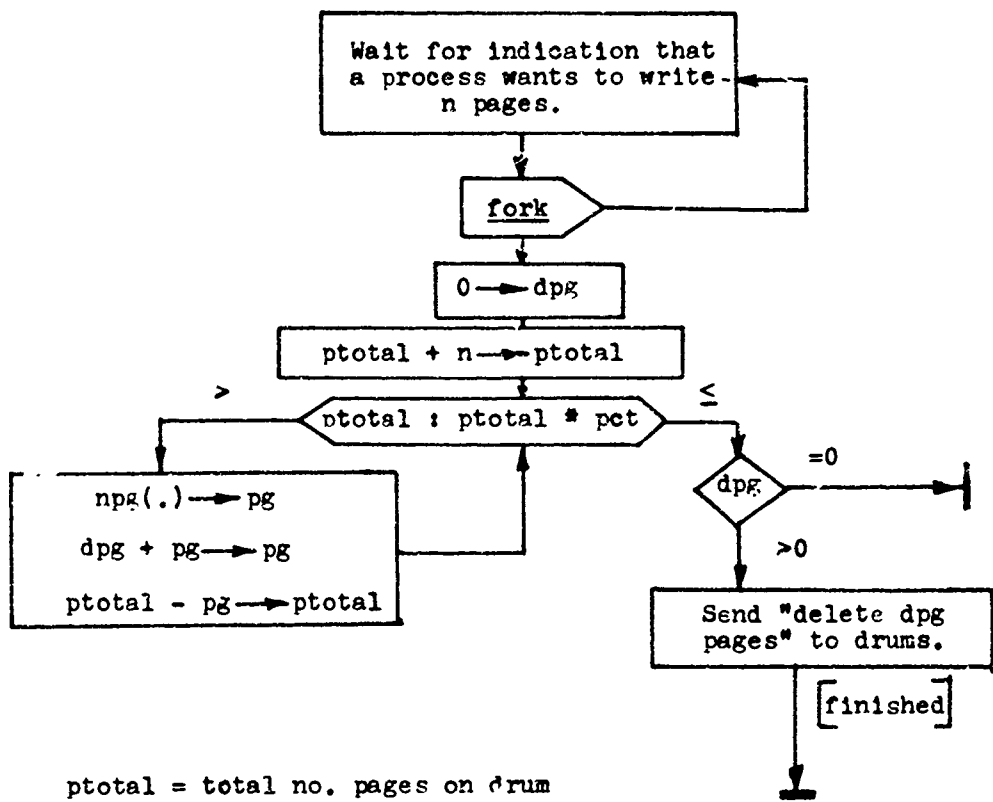 Wait for indication that
a process wants to write
n pages.
fork
0 → dpg
ptotal + n → ptotal
>
ptotal : ptotal * pct
≤
npg(.) → pg
dpg + pg → pg
ptotal - pg → ptotal
dpg
=0
>0
Send "delete dpg
pages" to drums.
[finished]
ptotal = total no. pages on drum